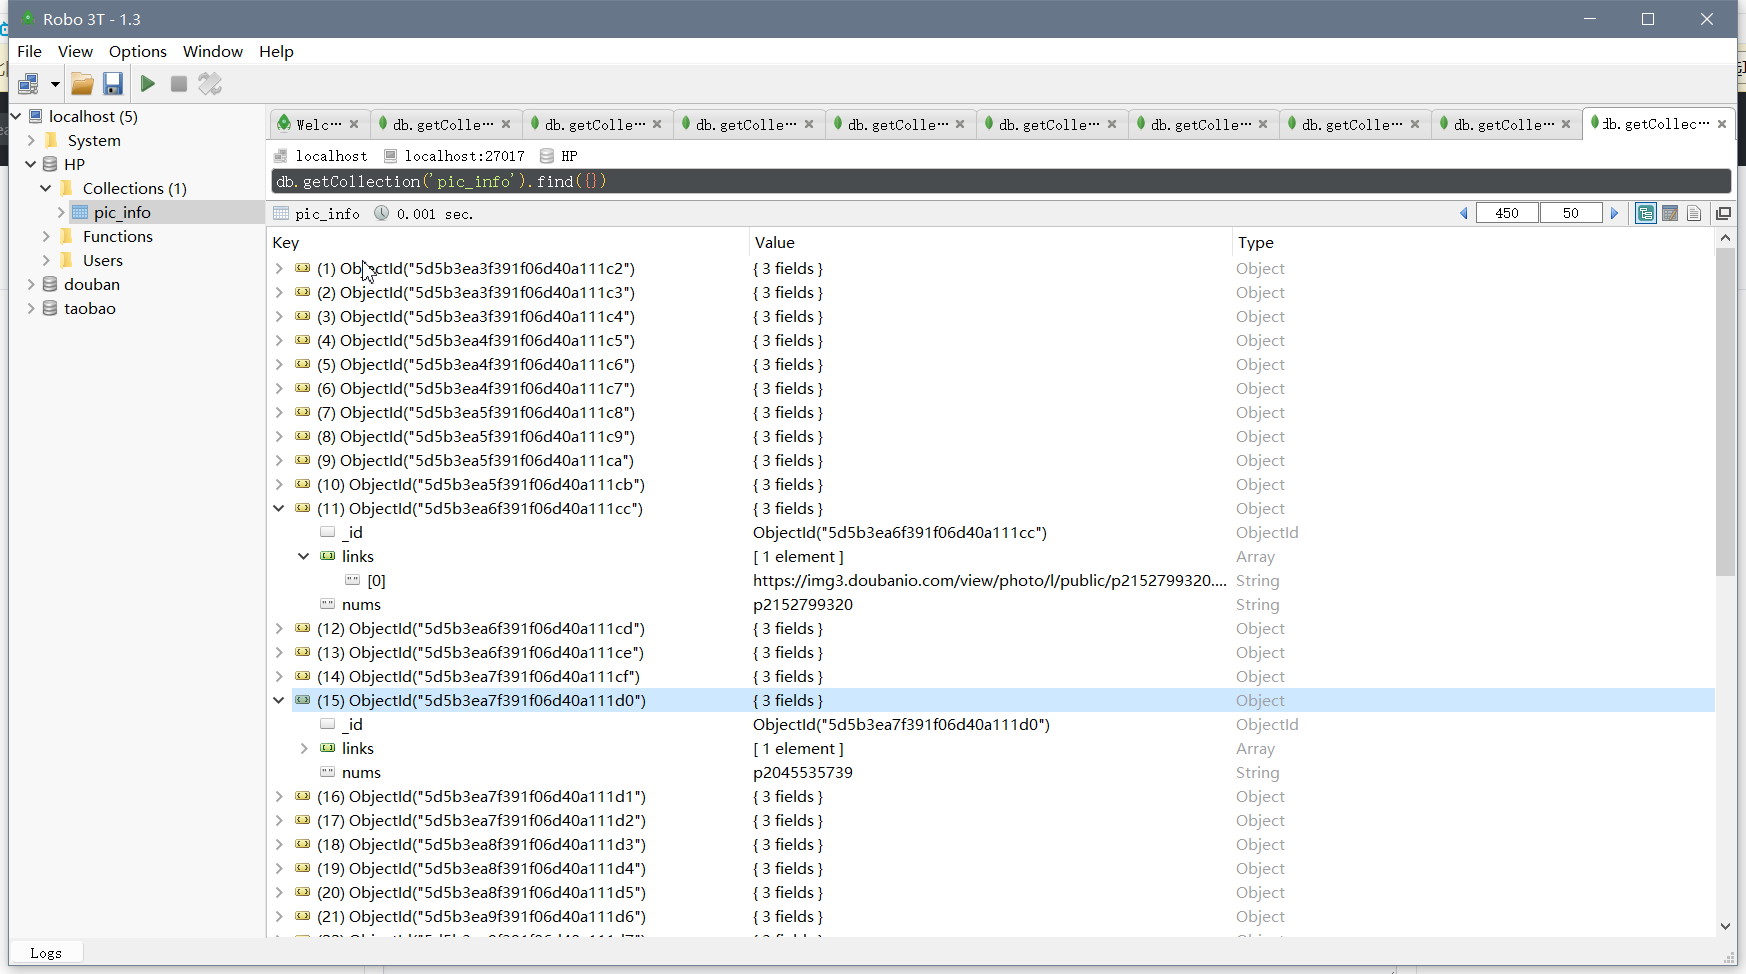 Robo 3T - 1.3
File View Options Window Help
localhost (5)
System
HP
Collections (1)
pic_info
Functions
Users
douban
taobao
Welc··· db.getColle··· db.getColle··· db.getColle··· db.getColle··· db.getColle··· db.getColle··· db.getColle··· db.getColle··· db.getCollec···
localhost localhost:27017 HP
db.getCollection('pic_info').find({})
pic_info 0.001 sec. 450 50
Key Value Type
(1) ObjectId("5d5b3ea3f391f06d40a111c2") { 3 fields } Object
(2) ObjectId("5d5b3ea3f391f06d40a111c3") { 3 fields } Object
(3) ObjectId("5d5b3ea3f391f06d40a111c4") { 3 fields } Object
(4) ObjectId("5d5b3ea4f391f06d40a111c5") { 3 fields } Object
(5) ObjectId("5d5b3ea4f391f06d40a111c6") { 3 fields } Object
(6) ObjectId("5d5b3ea4f391f06d40a111c7") { 3 fields } Object
(7) ObjectId("5d5b3ea5f391f06d40a111c8") { 3 fields } Object
(8) ObjectId("5d5b3ea5f391f06d40a111c9") { 3 fields } Object
(9) ObjectId("5d5b3ea5f391f06d40a111ca") { 3 fields } Object
(10) ObjectId("5d5b3ea5f391f06d40a111cb") { 3 fields } Object
(11) ObjectId("5d5b3ea6f391f06d40a111cc") { 3 fields } Object
_id ObjectId("5d5b3ea6f391f06d40a111cc") ObjectId
links [ 1 element ] Array
[0] https://img3.doubanio.com/view/photo/l/public/p2152799320.... String
nums p2152799320 String
(12) ObjectId("5d5b3ea6f391f06d40a111cd") { 3 fields } Object
(13) ObjectId("5d5b3ea6f391f06d40a111ce") { 3 fields } Object
(14) ObjectId("5d5b3ea7f391f06d40a111cf") { 3 fields } Object
(15) ObjectId("5d5b3ea7f391f06d40a111d0") { 3 fields } Object
_id ObjectId("5d5b3ea7f391f06d40a111d0") ObjectId
links [ 1 element ] Array
nums p2045535739 String
(16) ObjectId("5d5b3ea7f391f06d40a111d1") { 3 fields } Object
(17) ObjectId("5d5b3ea7f391f06d40a111d2") { 3 fields } Object
(18) ObjectId("5d5b3ea8f391f06d40a111d3") { 3 fields } Object
(19) ObjectId("5d5b3ea8f391f06d40a111d4") { 3 fields } Object
(20) ObjectId("5d5b3ea8f391f06d40a111d5") { 3 fields } Object
(21) ObjectId("5d5b3ea9f391f06d40a111d6") { 3 fields } Object
Logs